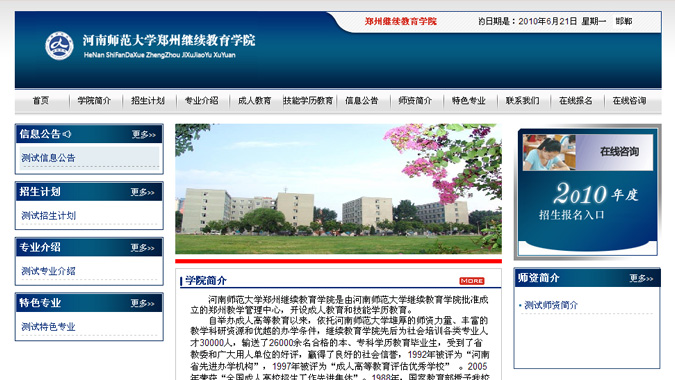 郑州继续教育学院
的日期是：2010年6月21日 星期一 邯郸
河南师范大学郑州继续教育学院
HeNan ShiFanDaXue ZhengZhou JiXuJiaoYu XuYuan
首页 学院简介 招生计划 专业介绍 成人教育 技能学历教育 信息公告 师资简介 特色专业 联系我们 在线报名 在线咨询
信息公告 更多>>
测试信息公告
招生计划 更多>>
测试招生计划
专业介绍 更多>>
测试专业介绍
特色专业 更多>>
测试特色专业
学院简介 MORE
河南师范大学郑州继续教育学院是由河南师范大学继续教育学院批准成
立的郑州教学管理中心，开设成人教育和技能学历教育。
自举办成人高等教育以来，依托河南师范大学雄厚的师资力量、丰富的
教学科研资源和优越的办学条件，继续教育学院先后为社会培训各类专业人
才30000人，输送了26000余名合格的本、专科学历教育毕业生，受到了省
教委和广大用人单位的好评，赢得了良好的社会信誉，1992年被评为“河南
省先进办学机构”，1997年被评为“成人高等教育评估优秀学校” 。2005
年荣获“全国成人高校招生工作先进集体”。1988年，国家教育部授予我校
在线咨询
2010 年度
招生报名入口
师资简介 更多>>
测试师资简介